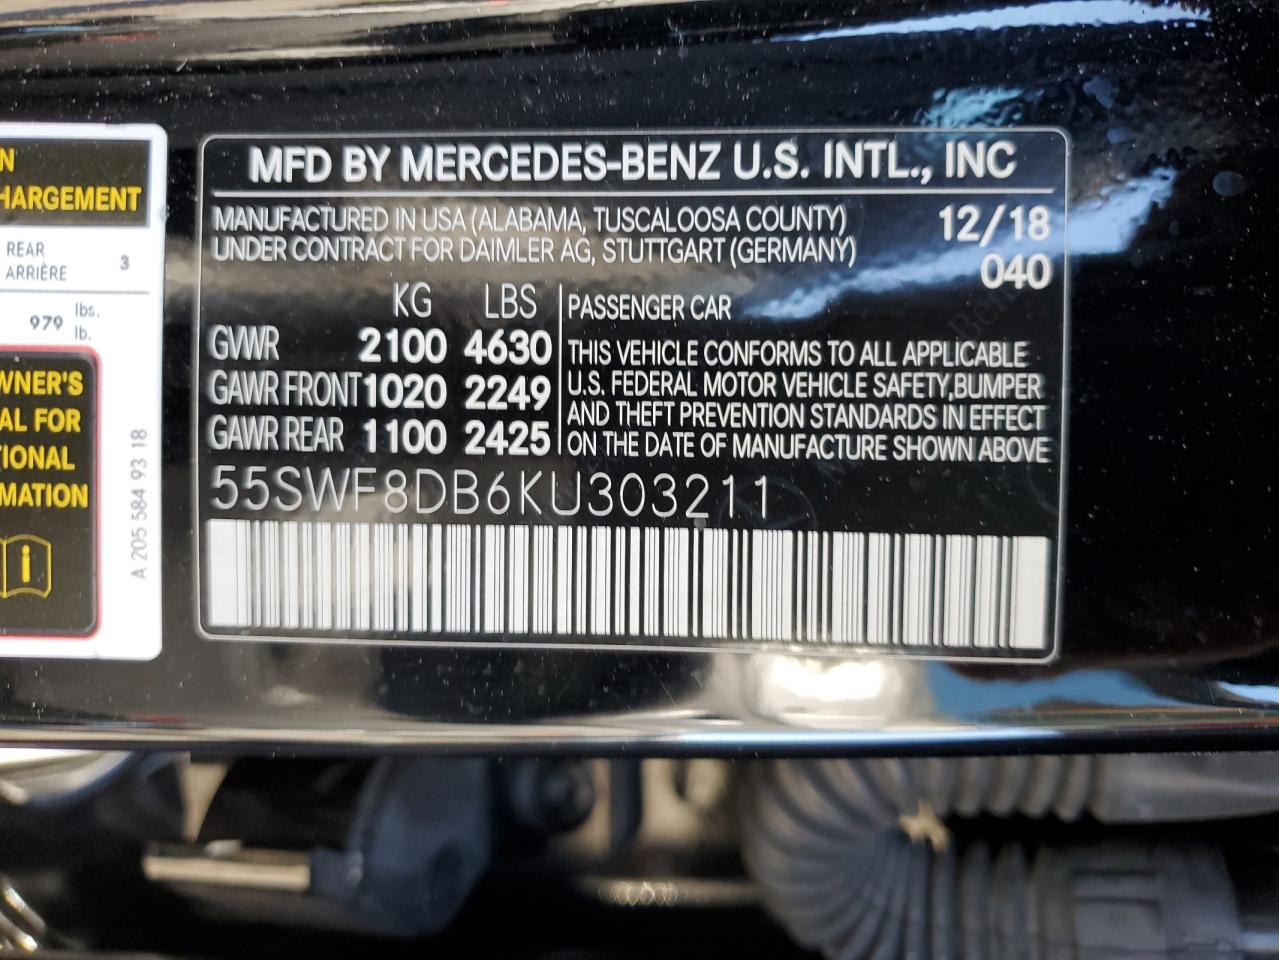 N
HARGEMENT
REAR
ARRIÈRE
3
979
lbs.
lb.
WNER'S
AL FOR
TIONAL
MATION
i
A 205 584 93 18
MFD BY MERCEDES-BENZ U.S. INTL., INC
MANUFACTURED IN USA (ALABAMA, TUSCALOOSA COUNTY) 12/18
UNDER CONTRACT FOR DAIMLER AG, STUTTGART (GERMANY)
040
KG LBS
GVWR 2100 4630
GAWR FRONT 1020 2249
GAWR REAR 1100 2425
PASSENGER CAR
THIS VEHICLE CONFORMS TO ALL APPLICABLE
U.S. FEDERAL MOTOR VEHICLE SAFETY, BUMPER
AND THEFT PREVENTION STANDARDS IN EFFECT
ON THE DATE OF MANUFACTURE SHOWN ABOVE
55SWF8DB6KU303211